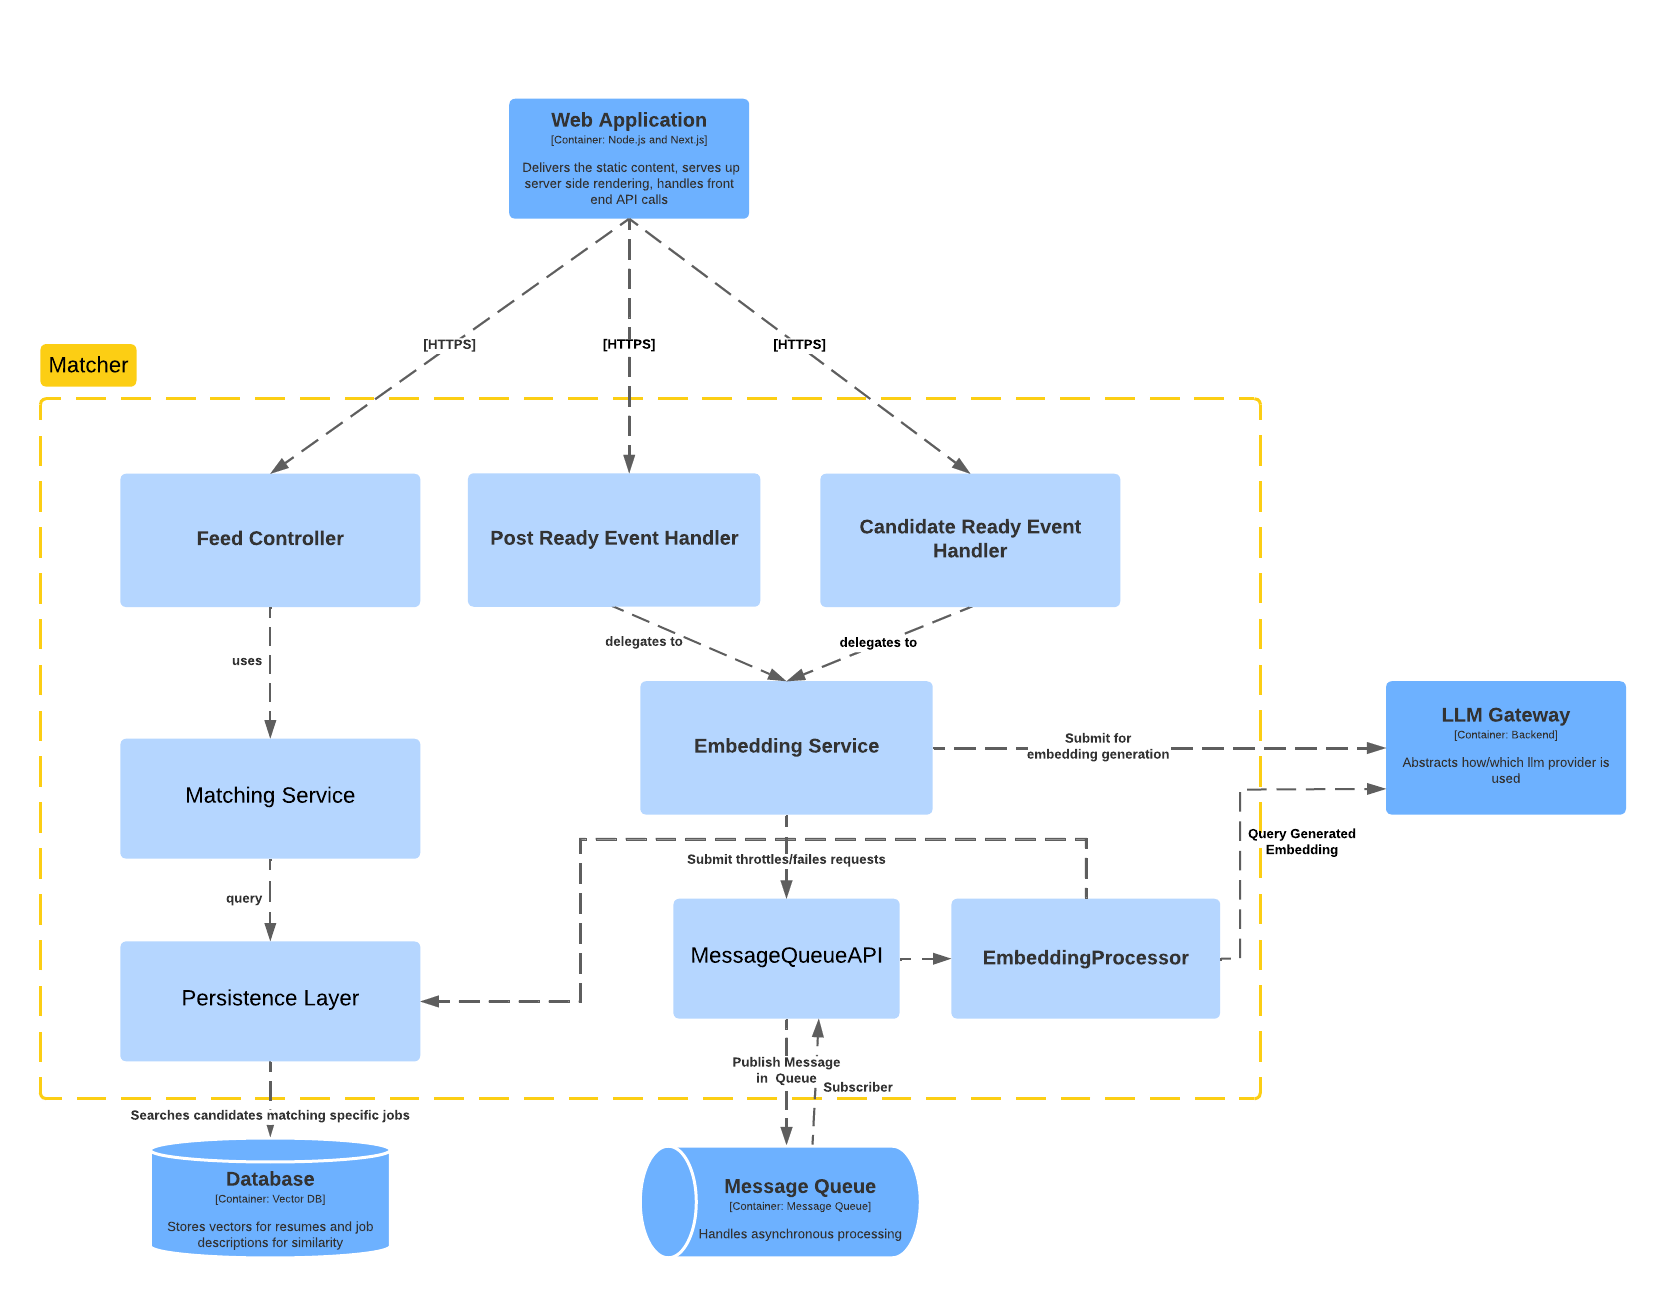 Web Application
[Container: Node.js and Next.js]
Delivers the static content, serves up
server side rendering, handles front
end API calls
[HTTPS]
[HTTPS]
[HTTPS]
Matcher
Feed Controller
Post Ready Event Handler
Candidate Ready Event
Handler
delegates to
delegates to
uses
Embedding Service
Submit for
embedding generation
LLM Gateway
[Container: Backend]
Abstracts how/which llm provider is
used
Matching Service
Query Generated
Embedding
Submit throttles/failes requests
query
MessageQueueAPI
EmbeddingProcessor
Persistence Layer
Publish Message
in Queue
Subscriber
Searches candidates matching specific jobs
Database
[Container: Vector DB]
Stores vectors for resumes and job
descriptions for similarity
Message Queue
[Container: Message Queue]
Handles asynchronous processing